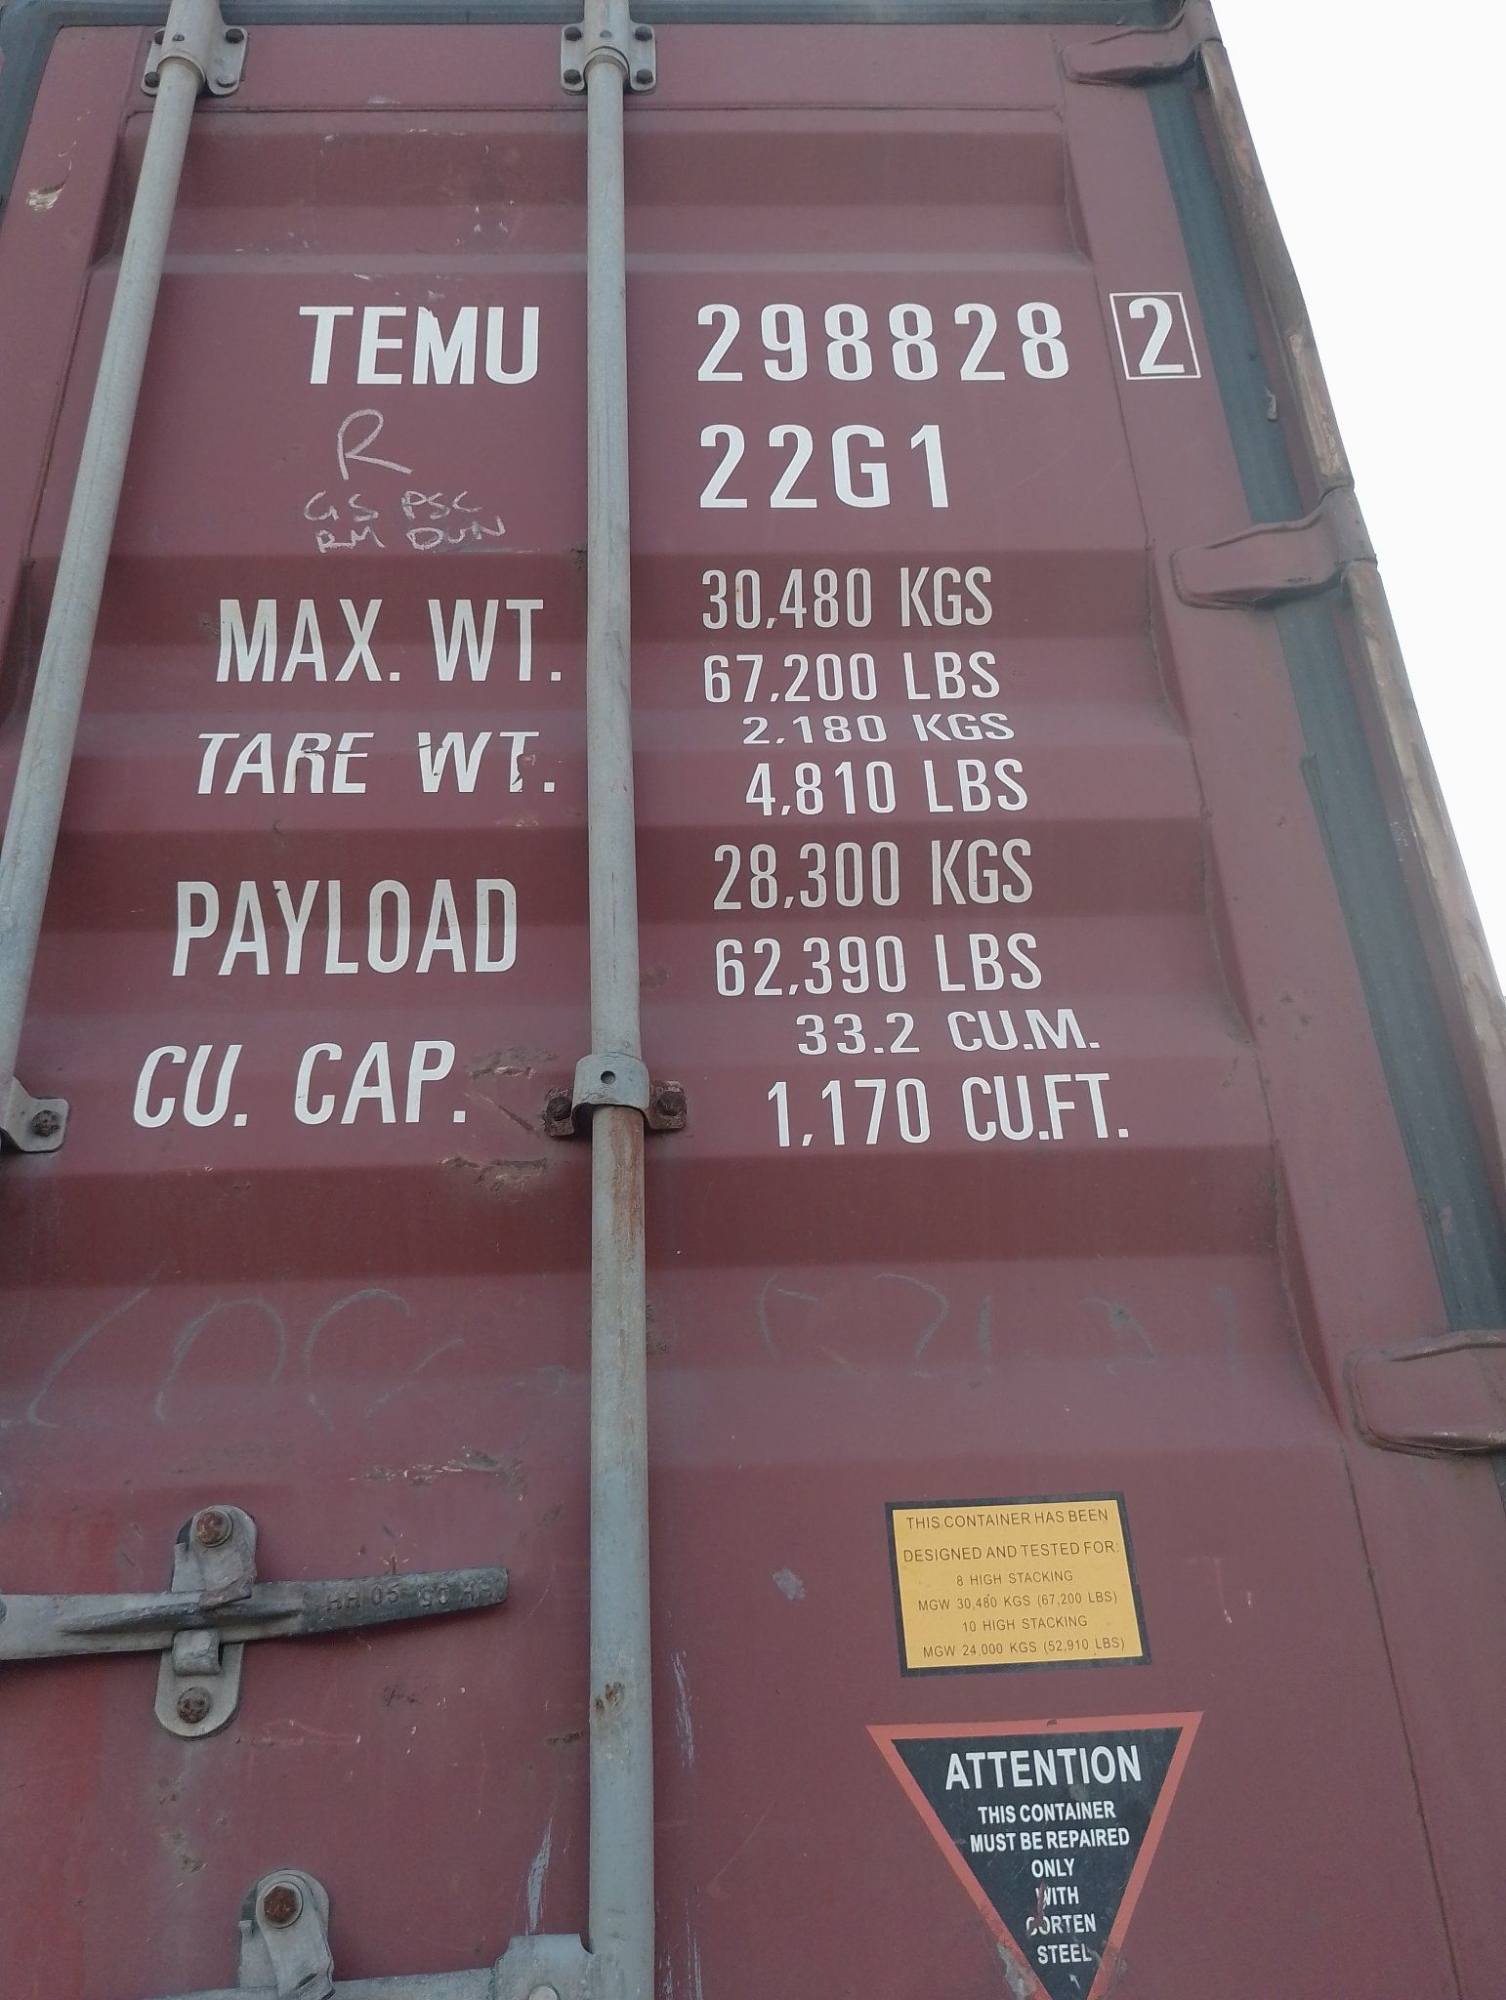 TEMU 298828 2
22G1
R
GS PSC
RM DUN
MAX. WT. 30,480 KGS
67,200 LBS
TARE WT. 2,180 KGS
4,810 LBS
PAYLOAD 28,300 KGS
62,390 LBS
CU. CAP. 33.2 CU.M.
1,170 CU.FT.
THIS CONTAINER HAS BEEN
DESIGNED AND TESTED FOR:
8 HIGH STACKING
MGW 30,480 KGS (67,200 LBS)
10 HIGH STACKING
MGW 24,000 KGS (52,910 LBS)
ATTENTION
THIS CONTAINER
MUST BE REPAIRED
ONLY
WITH
CORTEN
STEEL